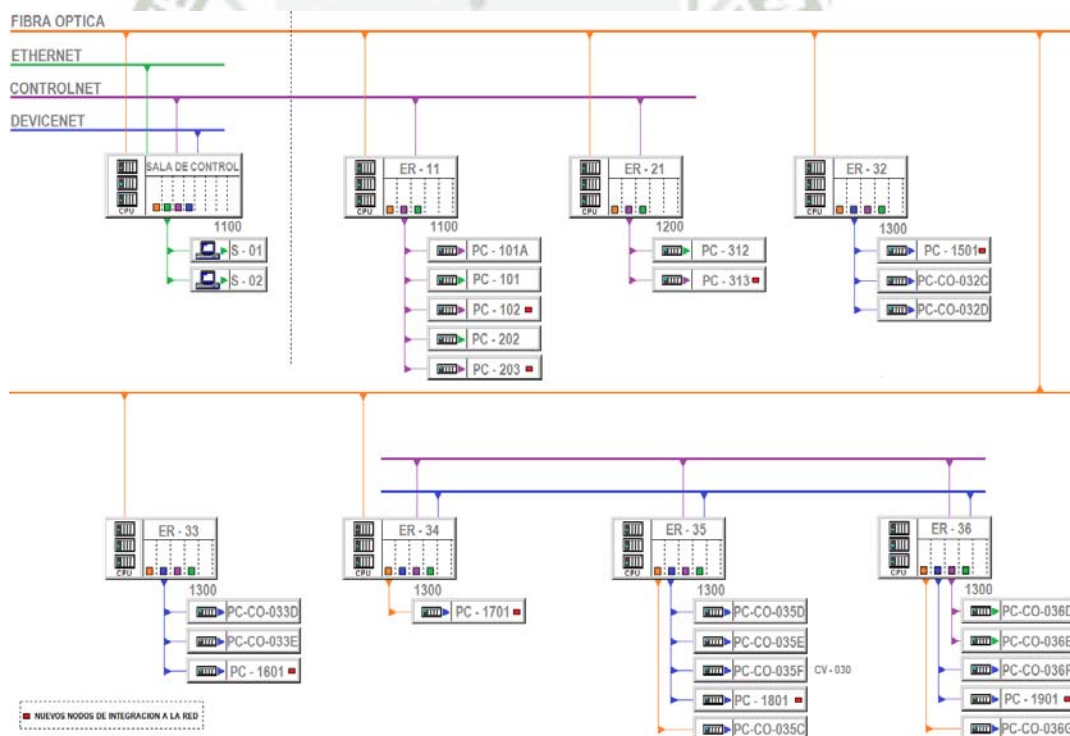 FIBRA OPTICA
ETHERNET
CONTROLNET
DEVICENET
SALA DE CONTROL
CPU
1100
S - 01
S - 02
ER - 11
CPU
1100
PC - 101A
PC - 101
PC - 102
PC - 202
PC - 203
ER - 21
CPU
1200
PC - 312
PC - 313
ER - 32
CPU
1300
PC - 1501
PC-CO-032C
PC-CO-032D
ER - 33
CPU
1300
PC-CO-033D
PC-CO-033E
PC - 1601
ER - 34
CPU
1300
PC - 1701
ER - 35
CPU
1300
PC-CO-035D
PC-CO-035E
PC-CO-035F CV - 030
PC - 1801
PC-CO-035C
ER - 36
CPU
1300
PC-CO-036D
PC-CO-036E
PC-CO-036F
PC - 1901
PC-CO-036G
NUEVOS NODOS DE INTEGRACION A LA RED